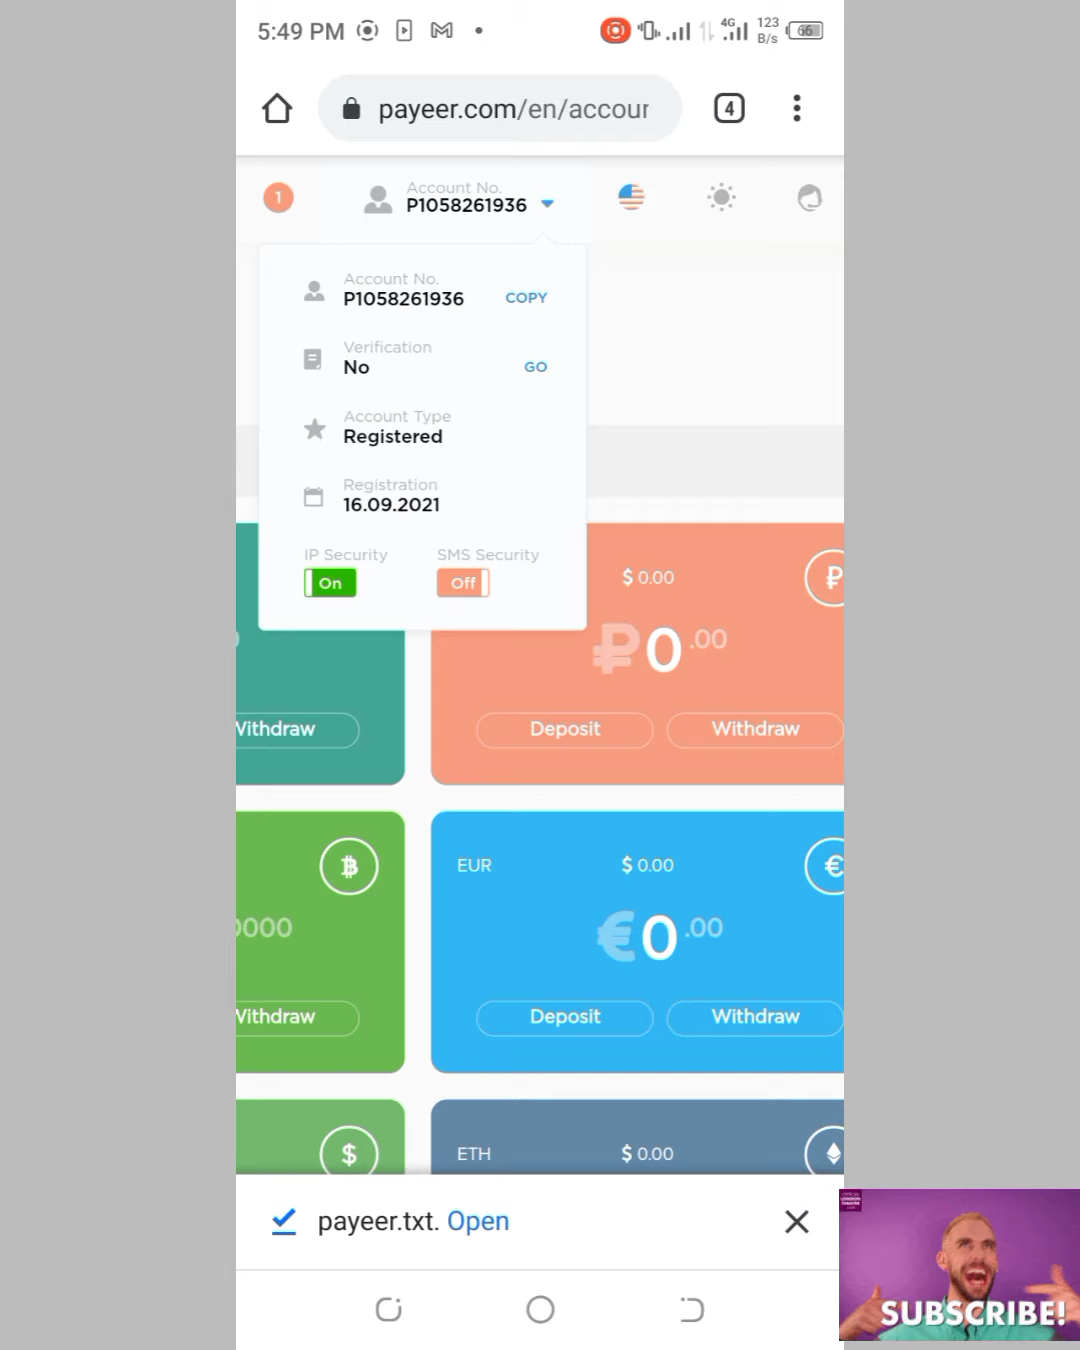 5:49 PM
4G
123
B/s
66
payeer.com/en/accour
4
1
Account No.
P1058261936
Account No.
P1058261936
COPY
Verification
No
GO
Account Type
Registered
Registration
16.09.2021
IP Security
SMS Security
On
Off
$ 0.00
₽
₽0.00
Withdraw
Deposit
Withdraw
EUR
$ 0.00
€
0000
€0.00
Withdraw
Deposit
Withdraw
$
ETH
$ 0.00
payeer.txt. Open
SUBSCRIBE!